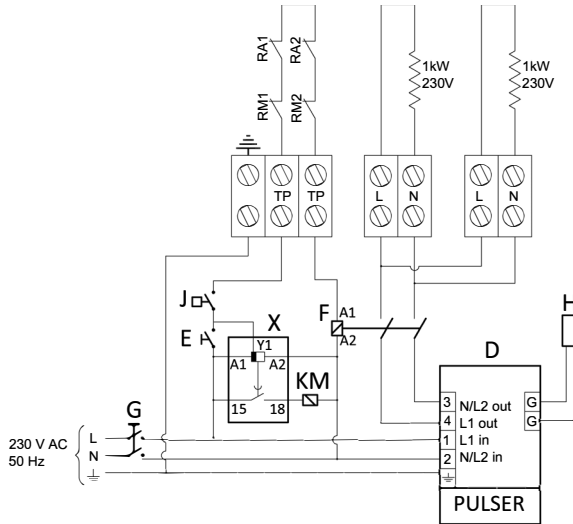 RA1
RA2
RM1
RM2
1kW
230V
1kW
230V
TP
TP
L
N
L
N
J
E
X
Y1
A1
A2
15
18
KM
F
A1
A2
H
D
3
N/L2 out
G
4
L1 out
G
1
L1 in
2
N/L2 in
PULSER
G
230 V AC
50 Hz
L
N